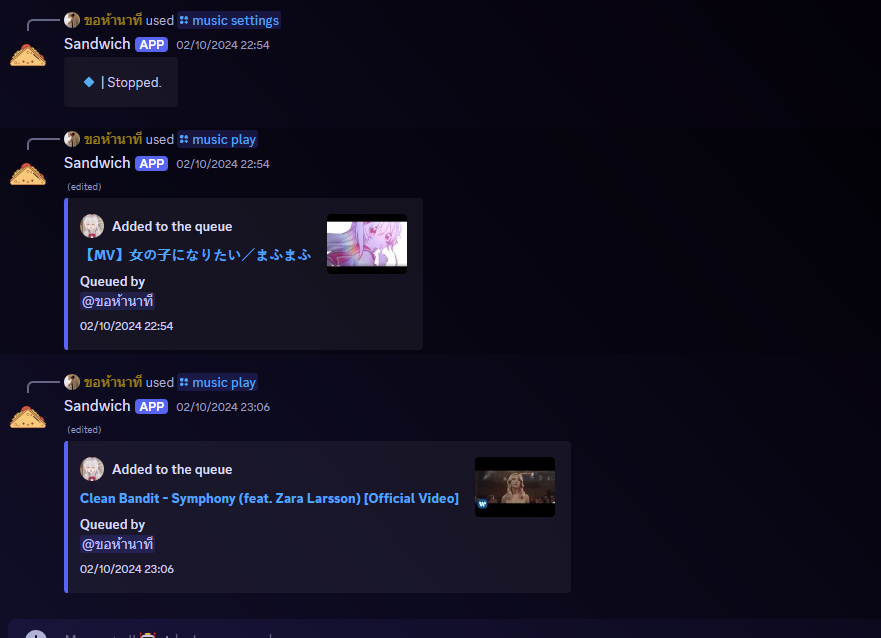 ขอห้านาที used music settings
Sandwich APP 02/10/2024 22:54
| Stopped.
ขอห้านาที used music play
Sandwich APP 02/10/2024 22:54
(edited)
Added to the queue
【MV】女の子になりたい／まふまふ
Queued by
@ขอห้านาที
02/10/2024 22:54
ขอห้านาที used music play
Sandwich APP 02/10/2024 23:06
(edited)
Added to the queue
Clean Bandit - Symphony (feat. Zara Larsson) [Official Video]
Queued by
@ขอห้านาที
02/10/2024 23:06